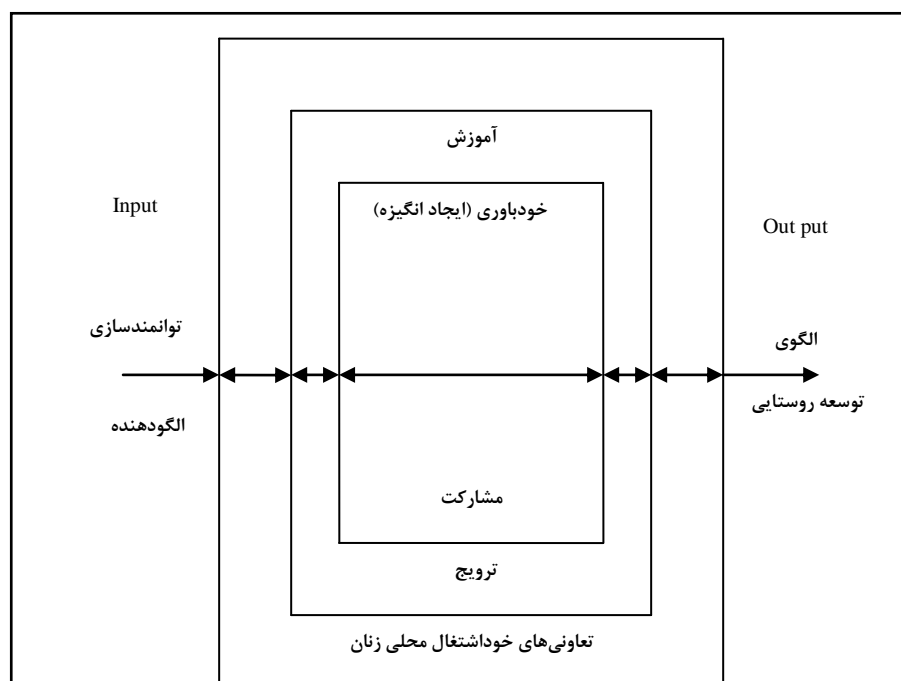 آموزش
Input
خودباوری (ایجاد انگیزه)
Out put
توانمندسازی
الگوی
توسعه روستایی
الگودهنده
مشارکت
ترویج
تعاونی‌های خوداشتغال محلی زنان